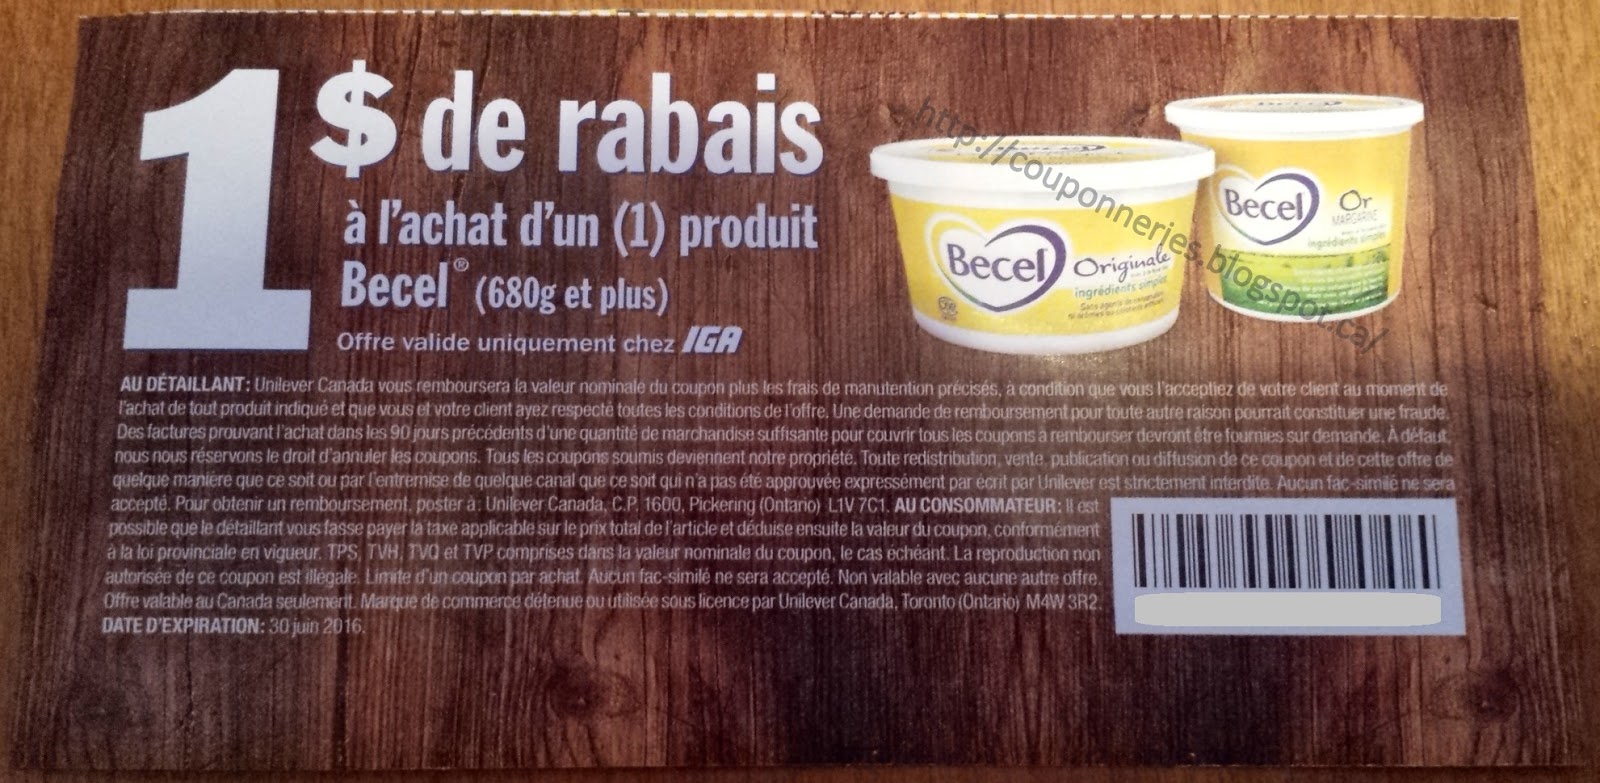 1$ de rabais
à l'achat d'un (1) produit
Becel® (680g et plus)
Offre valide uniquement chez IGA
Becel
Originale
ingrédients simples
Becel
Or
MARGARINE
ingrédients simples
http://couponneries.blogspot.ca/
AU DÉTAILLANT: Unilever Canada vous remboursera la valeur nominale du coupon plus les frais de manutention précisés, à condition que vous l'acceptiez de votre client au moment de
l'achat de tout produit indiqué et que vous et votre client ayez respecté toutes les conditions de l'offre. Une demande de remboursement pour toute autre raison pourrait constituer une fraude.
Des factures prouvant l'achat dans les 90 jours précédents d'une quantité de marchandise suffisante pour couvrir tous les coupons à rembourser devront être fournies sur demande. À défaut,
nous nous réservons le droit d'annuler les coupons. Tous les coupons soumis deviennent notre propriété. Toute redistribution, vente, publication ou diffusion de ce coupon et de cette offre de
quelque manière que ce soit ou par l'entremise de quelque canal que ce soit qui n'a pas été approuvée expressément par écrit par Unilever est strictement interdite. Aucun fac-similé ne sera
accepté. Pour obtenir un remboursement, poster à: Unilever Canada, C.P. 1600, Pickering (Ontario) L1V 7C1. AU CONSOMMATEUR: Il est
possible que le détaillant vous fasse payer la taxe applicable sur le prix total de l'article et déduise ensuite la valeur du coupon, conformément
à la loi provinciale en vigueur. TPS, TVH, TVQ et TVP comprises dans la valeur nominale du coupon, le cas échéant. La reproduction non
autorisée de ce coupon est illégale. Limite d'un coupon par achat. Aucun fac-similé ne sera accepté. Non valable avec aucune autre offre.
Offre valable au Canada seulement. Marque de commerce détenue ou utilisée sous licence par Unilever Canada, Toronto (Ontario) M4W 3R2.
DATE D'EXPIRATION: 30 juin 2016.